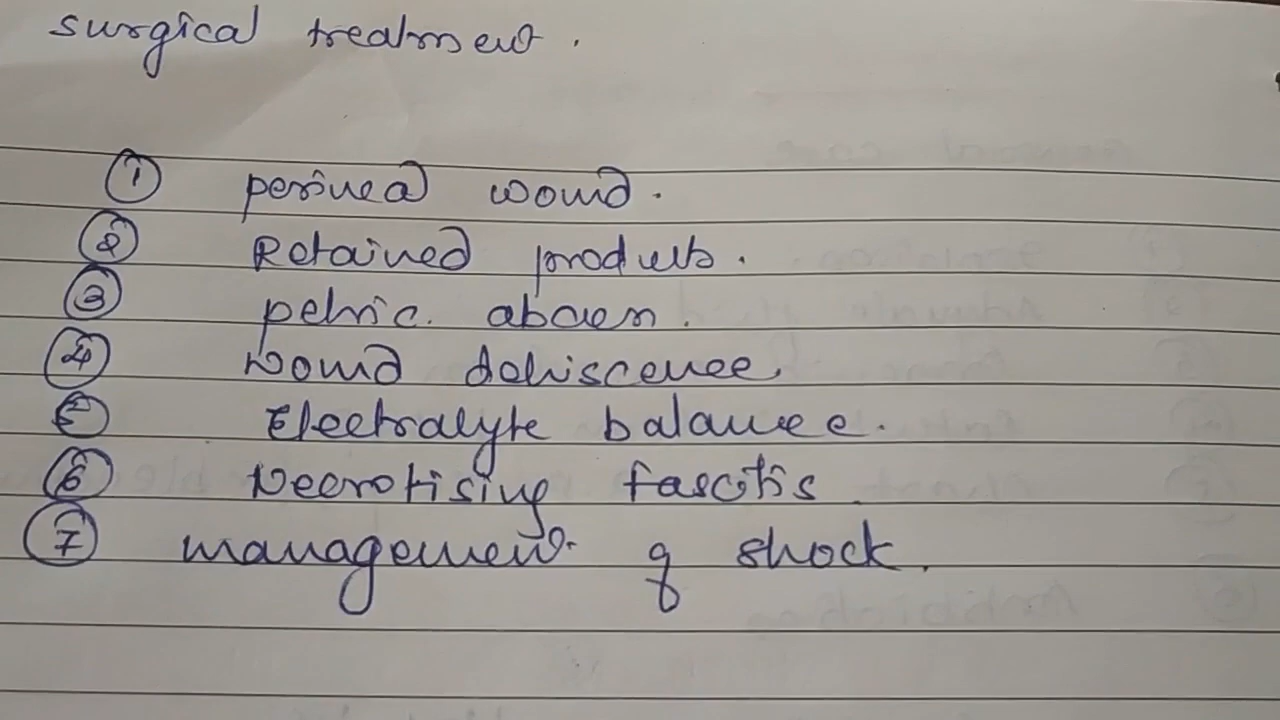 surgical treatment.
① perineal wound.
② Retained products.
③ pelvic. abscess.
④ wound dehiscence.
⑤ Electralyte balance.
⑥ Necrotising fascitis
⑦ management of shock.